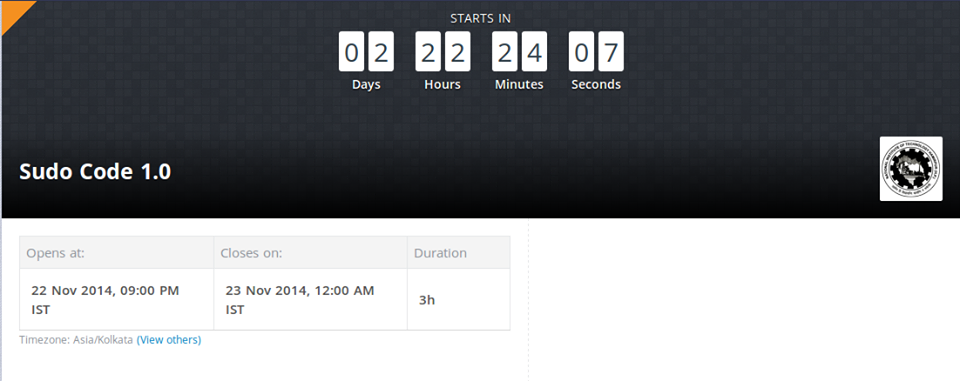 STARTS IN
02 22 24 07
Days Hours Minutes Seconds
Sudo Code 1.0
Opens at: Closes on: Duration
22 Nov 2014, 09:00 PM 23 Nov 2014, 12:00 AM 3h
IST IST
Timezone: Asia/Kolkata (View others)